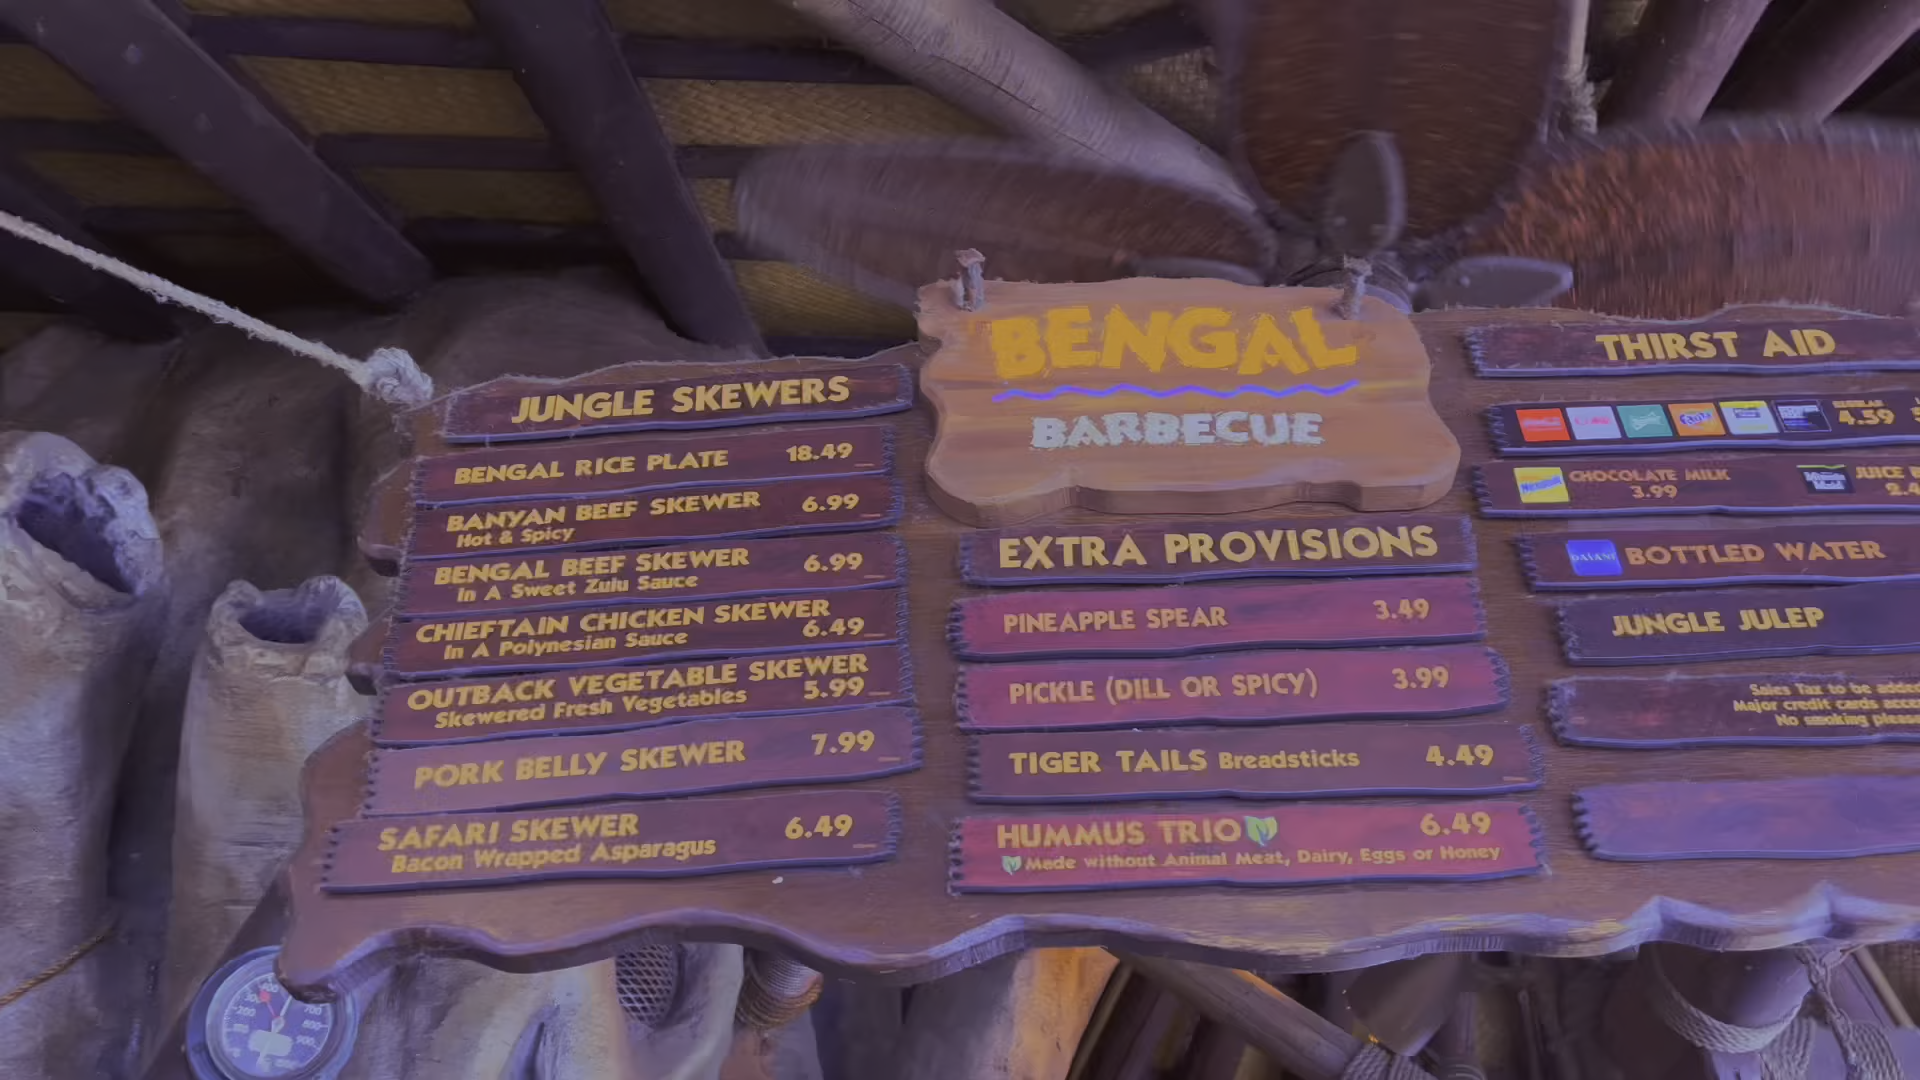 JUNGLE SKEWERS
BENGAL RICE PLATE 18.49
BANYAN BEEF SKEWER 6.99
Hot & Spicy
BENGAL BEEF SKEWER 6.99
In A Sweet Zulu Sauce
CHIEFTAIN CHICKEN SKEWER
In A Polynesian Sauce 6.49
OUTBACK VEGETABLE SKEWER
Skewered Fresh Vegetables 5.99
PORK BELLY SKEWER 7.99
SAFARI SKEWER 6.49
Bacon Wrapped Asparagus
BENGAL
BARBECUE
EXTRA PROVISIONS
PINEAPPLE SPEAR 3.49
PICKLE (DILL OR SPICY) 3.99
TIGER TAILS Breadsticks 4.49
HUMMUS TRIO 6.49
Made without Animal Meat, Dairy, Eggs or Honey
THIRST AID
REGULAR
4.59
CHOCOLATE MILK
3.99
JUICE
2.4
DASANI BOTTLED WATER
JUNGLE JULEP
Sales Tax to be added
Major credit cards
No smoking please